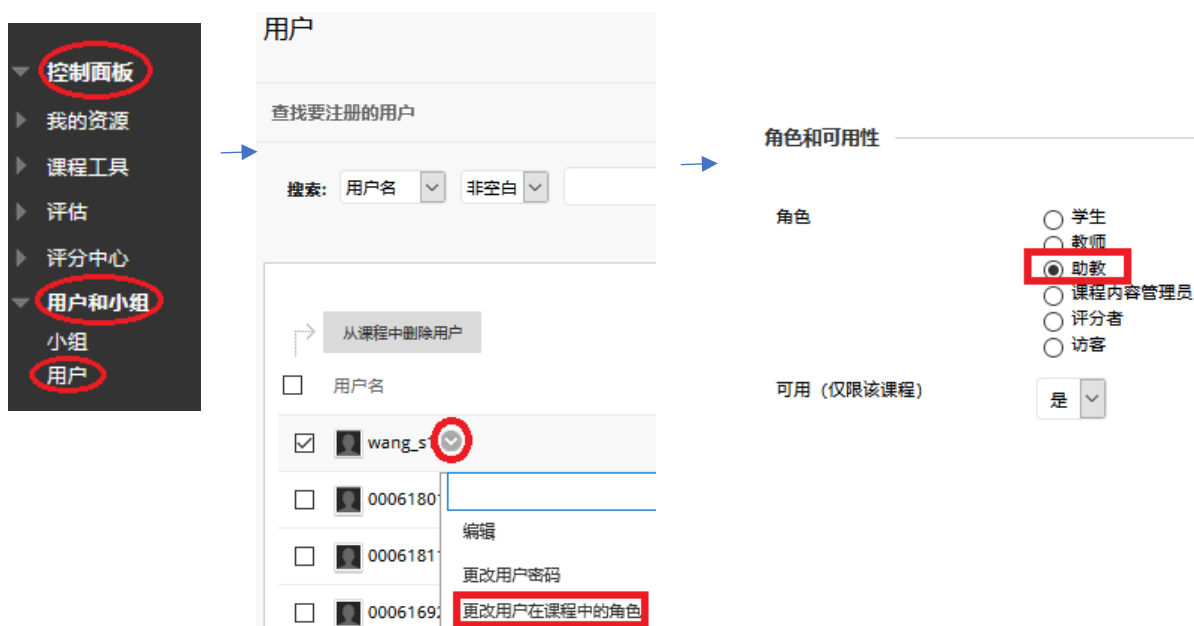 控制面板
我的资源
课程工具
评估
评分中心
用户和小组
小组
用户
用户
查找要注册的用户
搜索: 用户名 非空白
从课程中删除用户
用户名
wang_s1
00061801
00061811
0006169
编辑
更改用户密码
更改用户在课程中的角色
角色和可用性
角色
学生
教师
助教
课程内容管理员
评分者
访客
可用（仅限该课程）
是